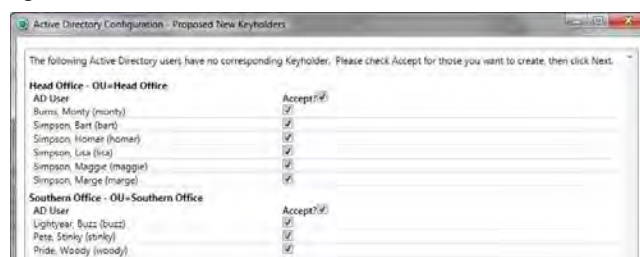 Active Directory Configuration - Proposed New Keyholders
The following Active Directory users have no corresponding Keyholder. Please check Accept for those you want to create, then click Next.
Head Office - OU=Head Office
AD User Accept?
Burns, Monty (monty)
Simpson, Bart (bart)
Simpson, Homer (homer)
Simpson, Lisa (lisa)
Simpson, Maggie (maggie)
Simpson, Marge (marge)
Southern Office - OU=Southern Office
AD User Accept?
Lightyear, Buzz (buzz)
Pete, Stinky (stinky)
Pride, Woody (woody)